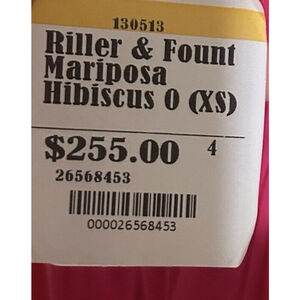 130513
Riller & Fount
Mariposa
Hibiscus 0 (XS)
$255.00 4
26568453
000026568453